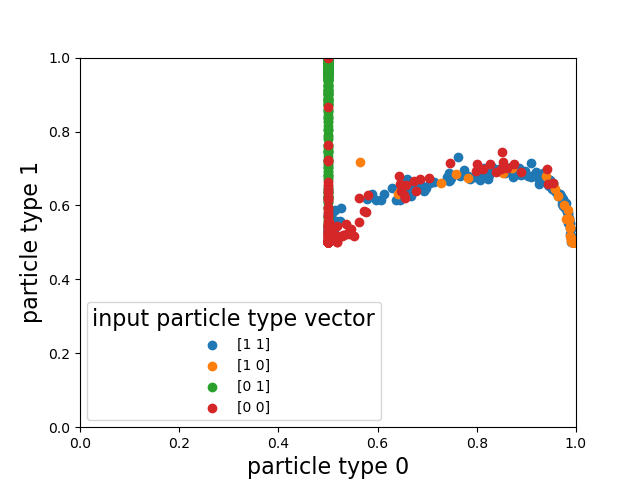 1.0
0.8
0.6
0.4
0.2
0.0
particle type 1
input particle type vector
[1 1]
[1 0]
[0 1]
[0 0]
0.0 0.2 0.4 0.6 0.8 1.0
particle type 0